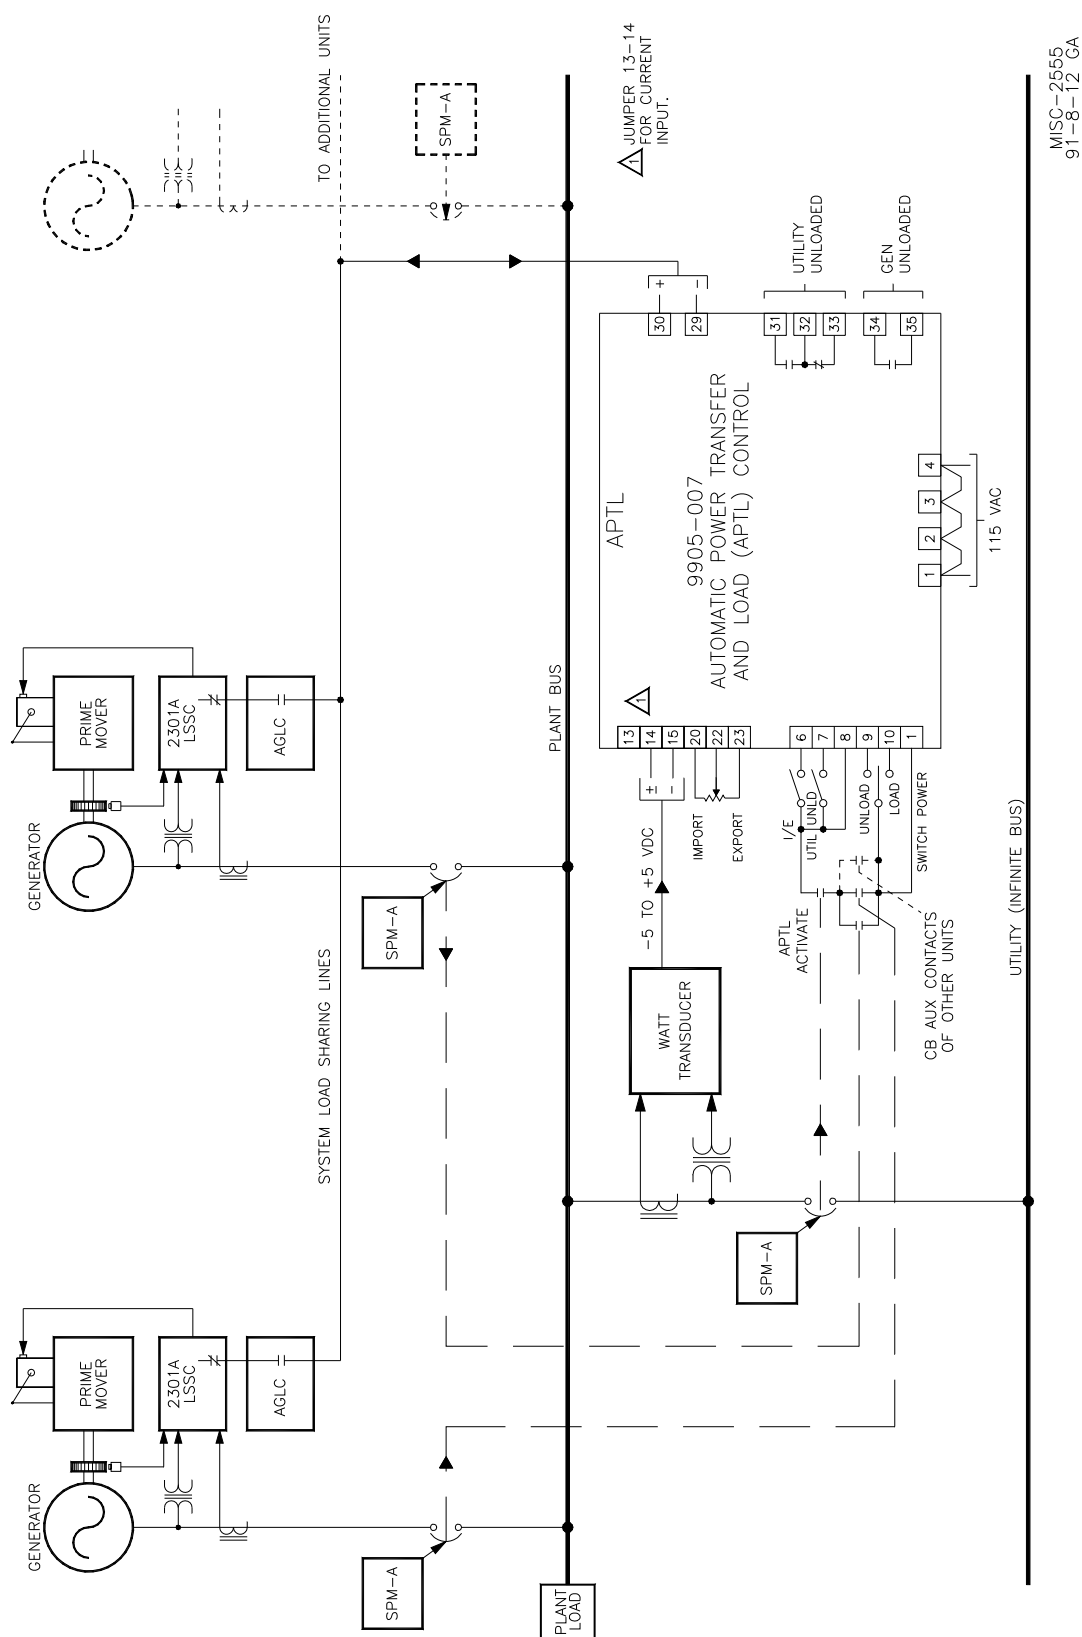 GENERATOR
PRIME
MOVER
2301A
LSSC
AGLC
SPM-A
PLANT
LOAD
GENERATOR
PRIME
MOVER
2301A
LSSC
AGLC
SPM-A
SYSTEM LOAD SHARING LINES
TO ADDITIONAL UNITS
SPM-A
PLANT BUS
1
JUMPER 13-14
FOR CURRENT
INPUT.
SPM-A
WATT
TRANSDUCER
-5 TO +5 VDC
±
-
IMPORT
EXPORT
13
14
15
20
22
23
1
APTL
9905-007
AUTOMATIC POWER TRANSFER
AND LOAD (APTL) CONTROL
30
29
+
-
31
32
33
34
35
UTILITY
UNLOADED
GEN
UNLOADED
APTL
ACTIVATE
I/E
UTIL UNLD
UNLOAD
LOAD
SWITCH POWER
6
7
8
9
10
1
1
2
3
4
115 VAC
CB AUX CONTACTS
OF OTHER UNITS
UTILITY (INFINITE BUS)
MISC-2555
91-8-12 GA